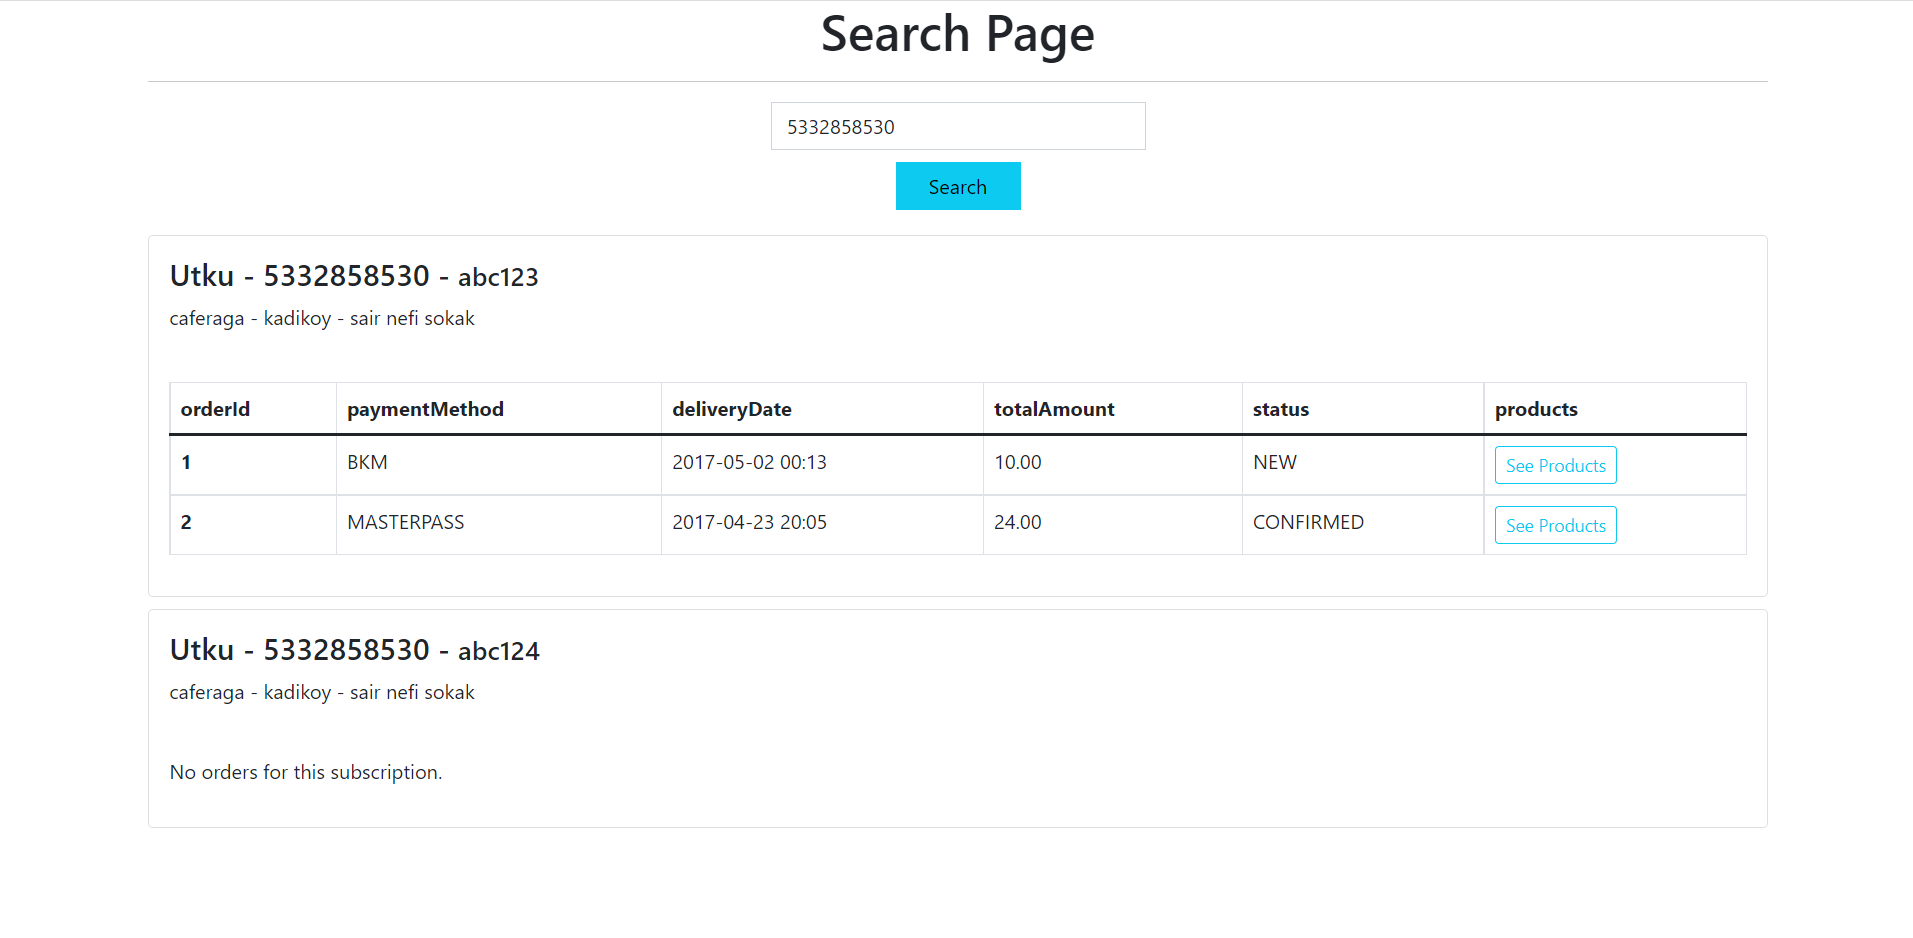 Search Page
5332858530
Search
Utku - 5332858530 - abc123
caferaga - kadikoy - sair nefi sokak
orderId paymentMethod deliveryDate totalAmount status products
1 BKM 2017-05-02 00:13 10.00 NEW See Products
2 MASTERPASS 2017-04-23 20:05 24.00 CONFIRMED See Products
Utku - 5332858530 - abc124
caferaga - kadikoy - sair nefi sokak
No orders for this subscription.